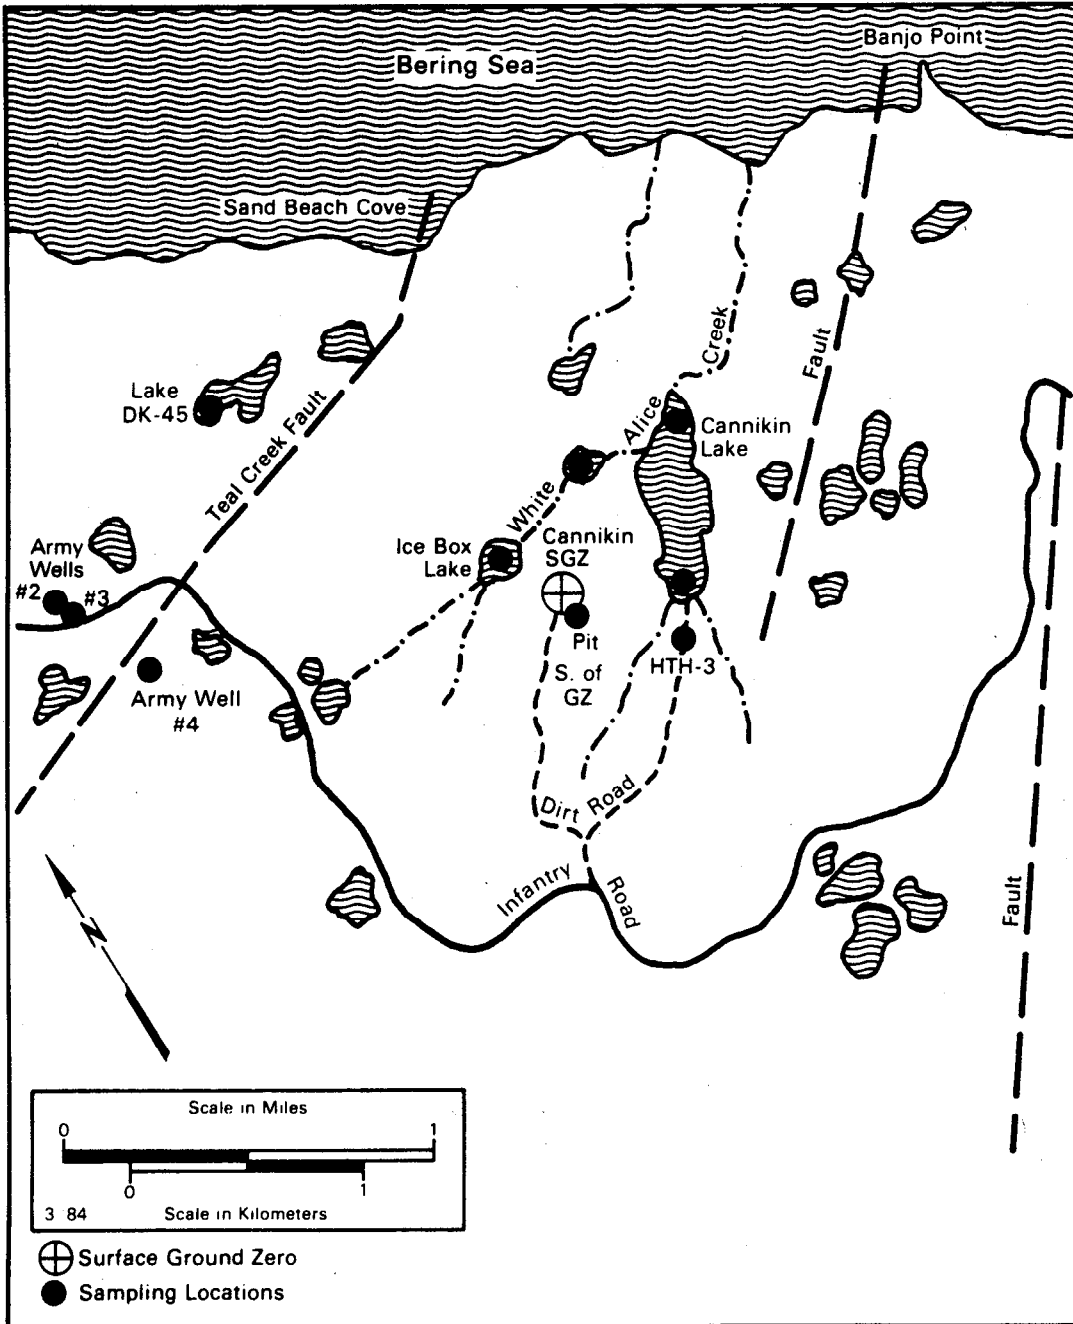 Banjo Point
Bering Sea
Sand Beach Cove
Creek
Fault
Lake
DK-45
Teal Creek Fault
Alice
Cannikin
Lake
White
Army
Wells
#2
#3
Ice Box
Lake
Cannikin
SGZ
Pit
S. of
GZ
HTH-3
Army Well
#4
Dirt Road
Infantry
Road
Fault
N
Scale in Miles
0
1
0
1
3 84
Scale in Kilometers
Surface Ground Zero
Sampling Locations